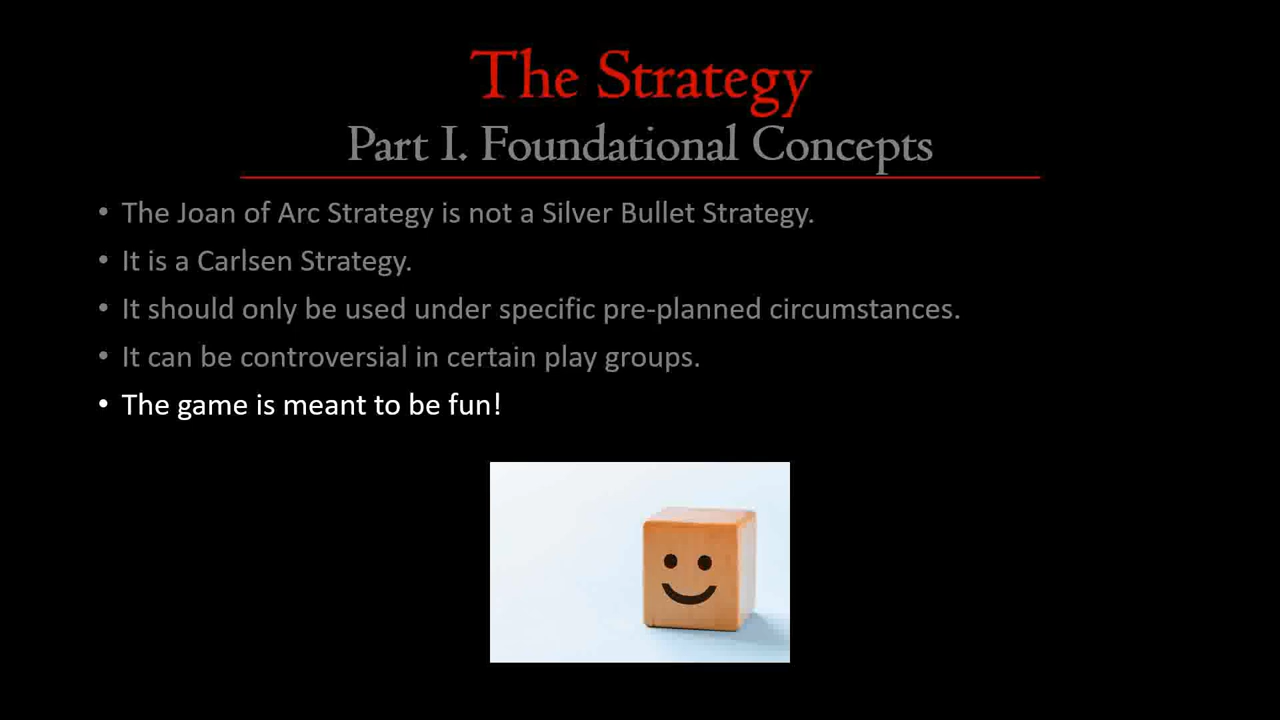 The Strategy
Part I. Foundational Concepts
• The Joan of Arc Strategy is not a Silver Bullet Strategy.
• It is a Carlsen Strategy.
• It should only be used under specific pre-planned circumstances.
• It can be controversial in certain play groups.
• The game is meant to be fun!